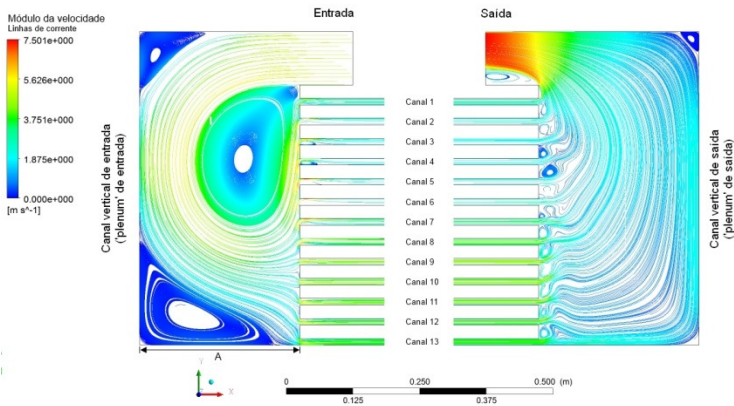 Módulo da velocidade
Linhas de corrente
7.501e+000
5.626e+000
3.751e+000
1.875e+000
0.000e+000
[m s^-1]
Entrada
Saída
Canal vertical de entrada
('plenum' de entrada)
Canal 1
Canal 2
Canal 3
Canal 4
Canal 5
Canal 6
Canal 7
Canal 8
Canal 9
Canal 10
Canal 11
Canal 12
Canal 13
Canal vertical de saída
('plenum' de saída)
A
Y
X
0
0.250
0.500 (m)
0.125
0.375